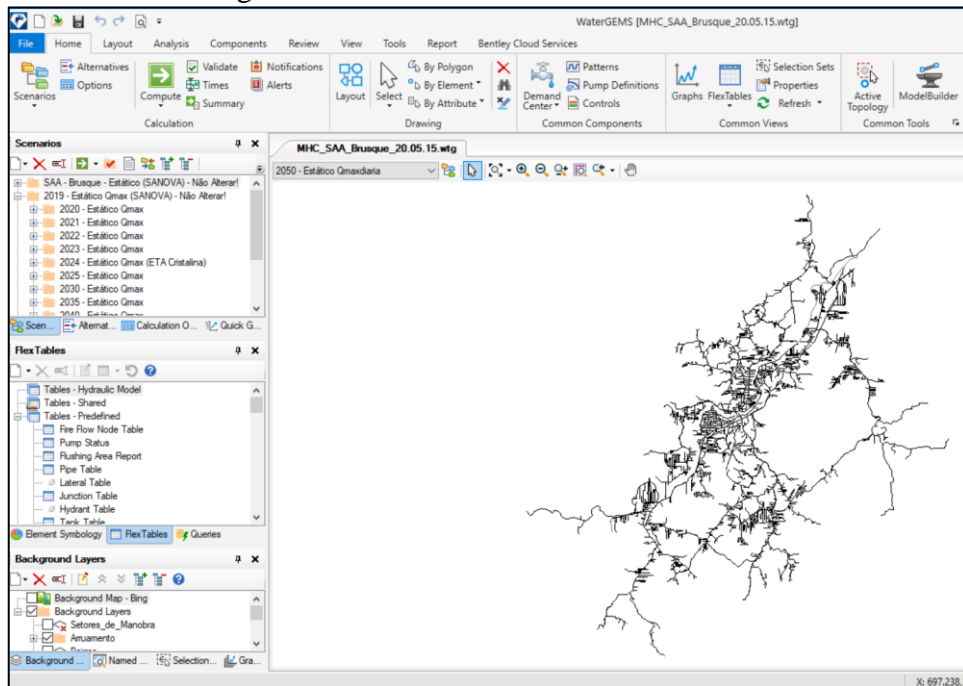 WaterGEMS [MHC_SAA_Brusque_20.05.15.wtg]
File Home Layout Analysis Components Review View Tools Report Bentley Cloud Services
Scenarios
Alternatives
Options
Compute
Validate
Times
Summary
Notifications
Alerts
Calculation
Layout
Select
By Polygon
By Element
By Attribute
Drawing
Demand Center
Patterns
Pump Definitions
Controls
Common Components
Graphs
FlexTables
Selection Sets
Properties
Refresh
Common Views
Active Topology
ModelBuilder
Common Tools
Scenarios
SAA - Brusque - Estático (SANOVA) - Não Alterar!
2019 - Estático Qmax (SANOVA) - Não Alterar!
2020 - Estático Qmax
2021 - Estático Qmax
2022 - Estático Qmax
2023 - Estático Qmax
2024 - Estático Qmax (ETA Cristalina)
2025 - Estático Qmax
2030 - Estático Qmax
2035 - Estático Qmax
2040 - Estático Qmax
Scen... Alternat... Calculation O... Quick G...
FlexTables
Tables - Hydraulic Model
Tables - Shared
Tables - Predefined
Fire Flow Node Table
Pump Status
Flushing Area Report
Pipe Table
Lateral Table
Junction Table
Hydrant Table
Tank Table
Element Symbology FlexTables Queries
Background Layers
Background Map - Bing
Background Layers
Setores_de_Manobra
Arruamento
Background ... Named ... Selection... Gra...
MHC_SAA_Brusque_20.05.15.wtg
2050 - Estático Qmaxdiaria
X: 697.238,